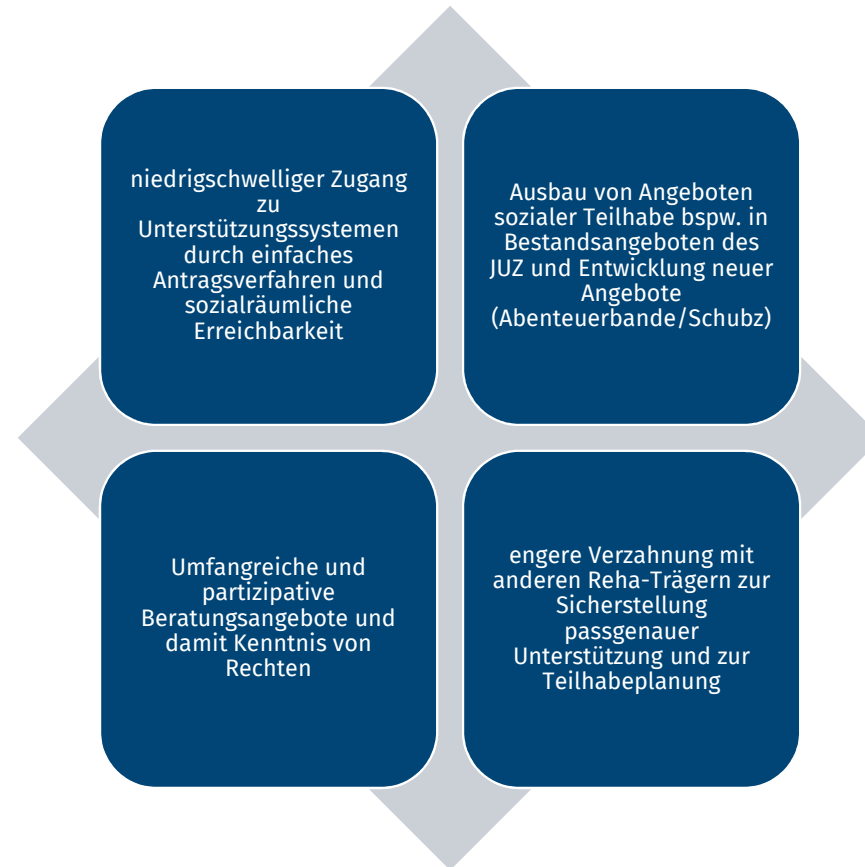 niedrigschwelliger Zugang
zu
Unterstützungssystemen
durch einfaches
Antragsverfahren und
sozialräumliche
Erreichbarkeit
Ausbau von Angeboten
sozialer Teilhabe bspw. in
Bestandsangeboten des
JUZ und Entwicklung neuer
Angebote
(Abenteuerbande/Schubz)
Umfangreiche und
partizipative
Beratungsangebote und
damit Kenntnis von
Rechten
engere Verzahnung mit
anderen Reha-Trägern zur
Sicherstellung
passgenauer
Unterstützung und zur
Teilhabeplanung